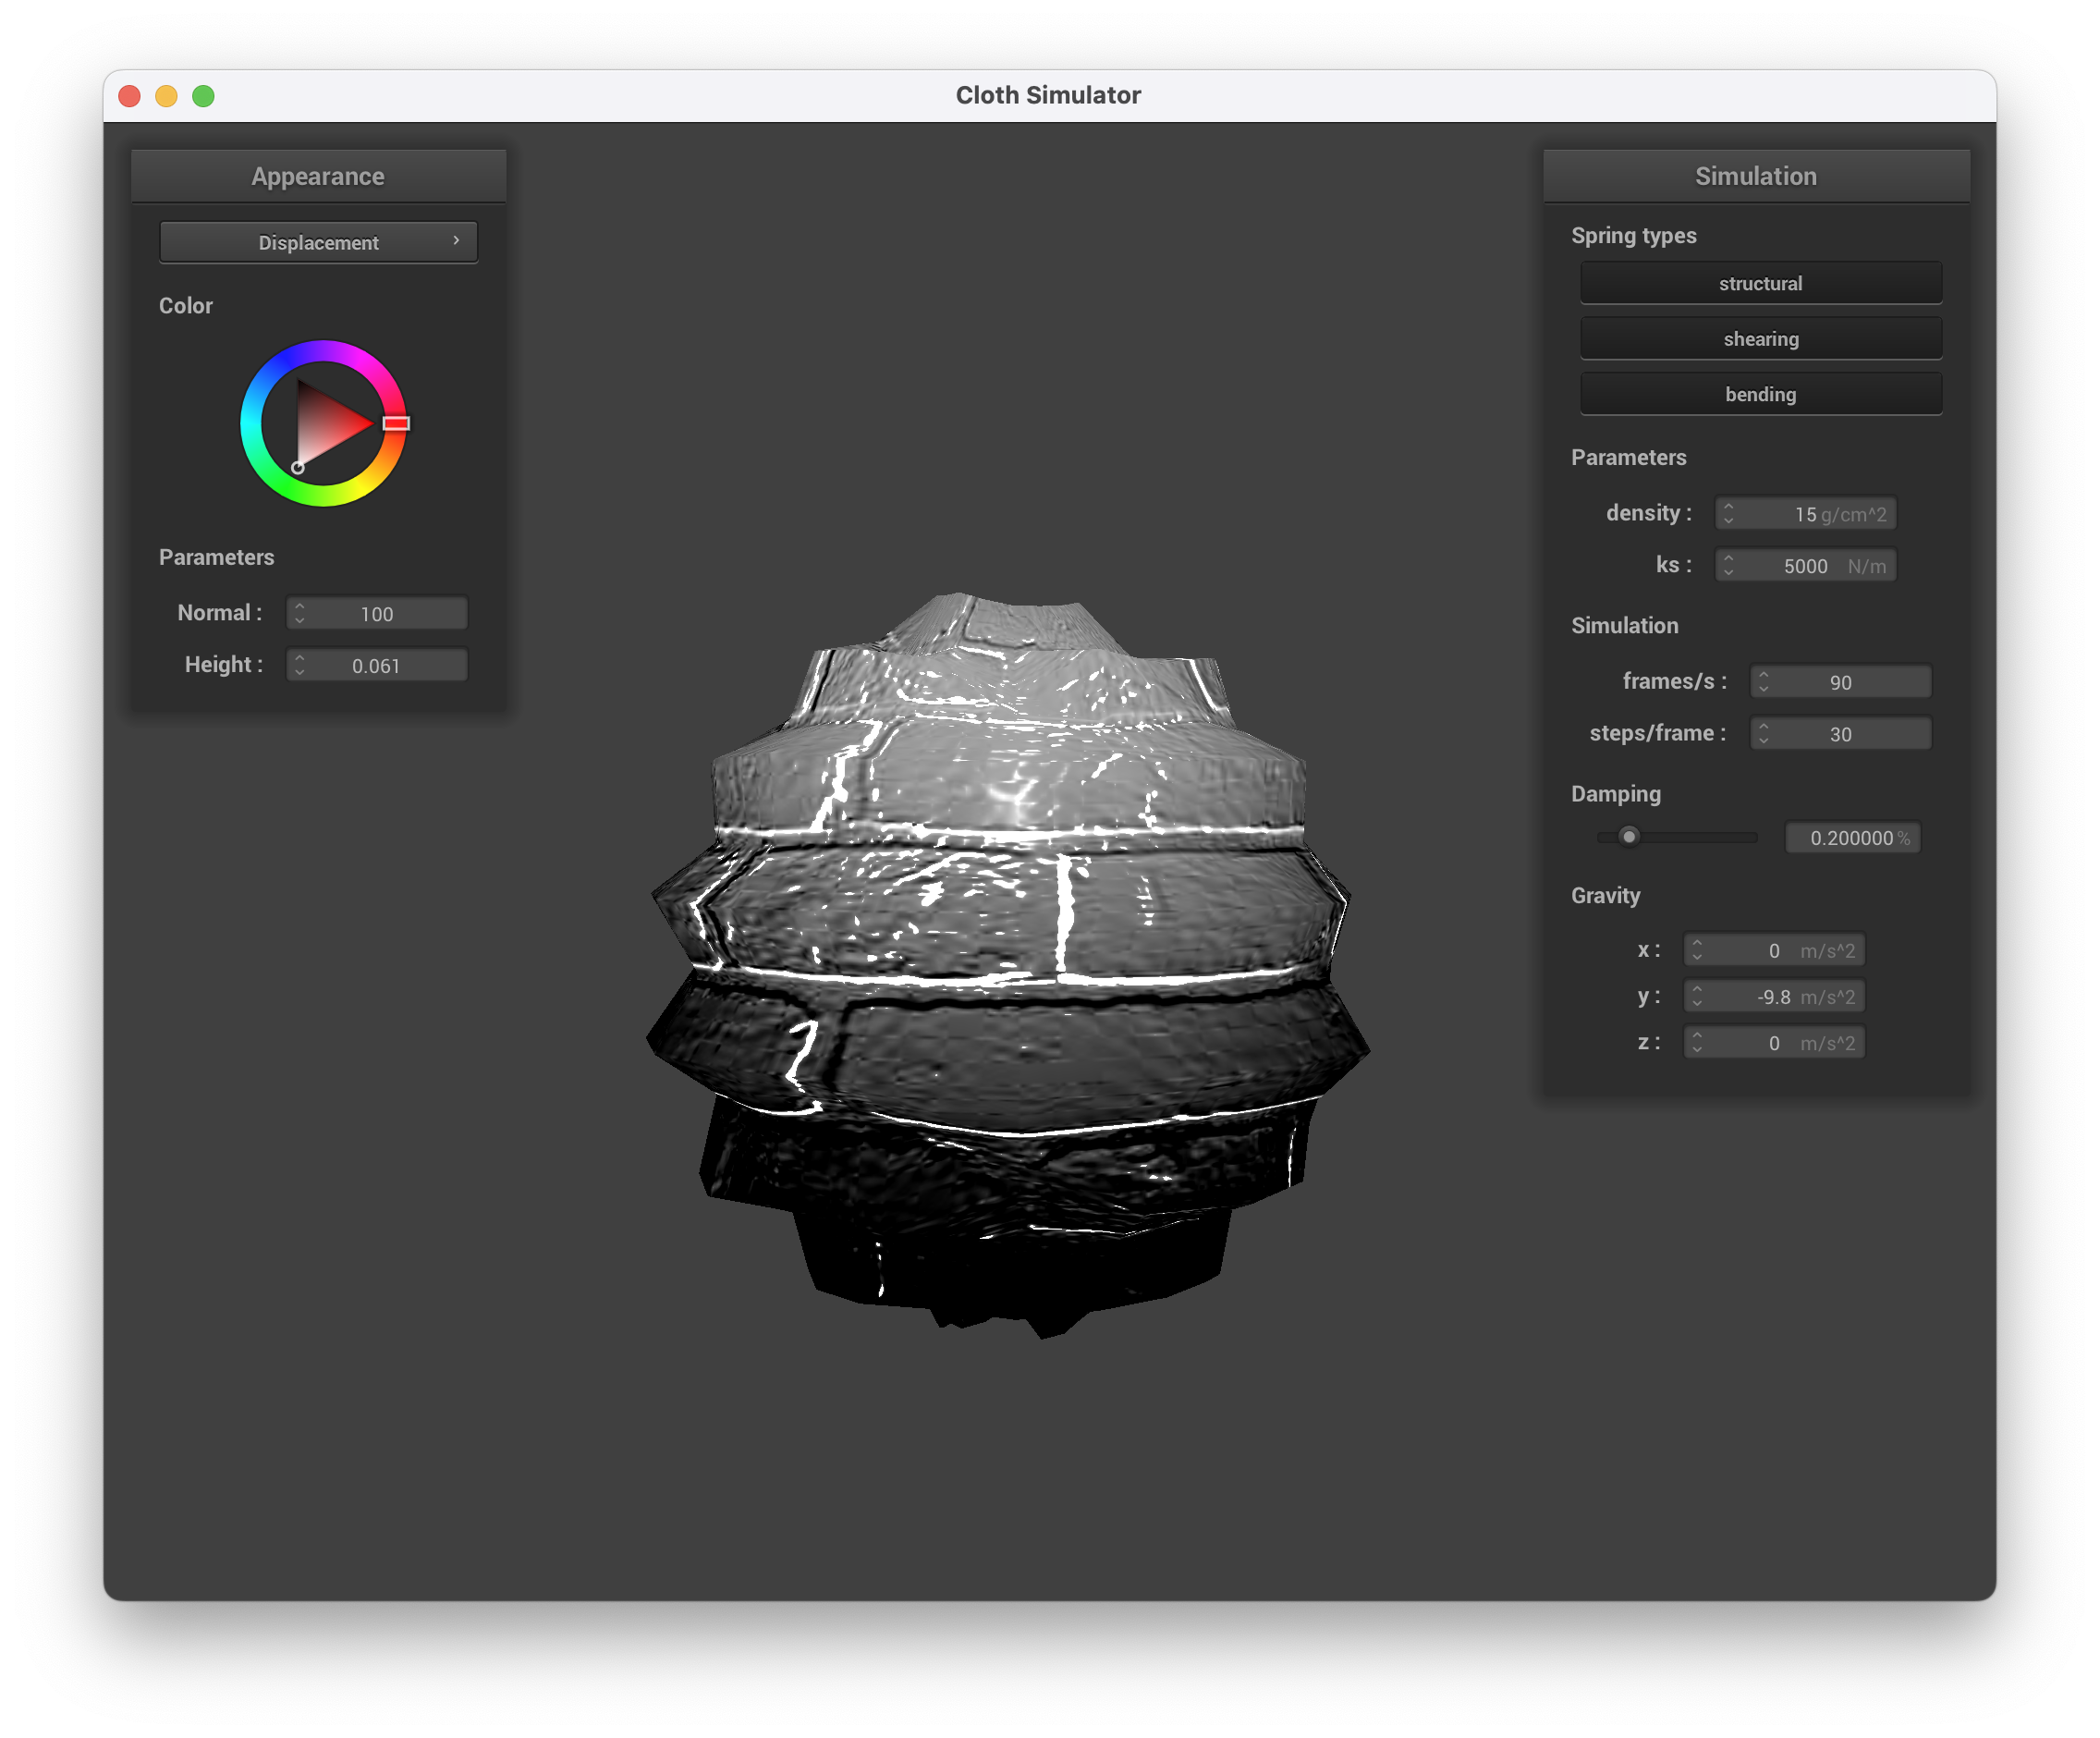 Cloth Simulator
Appearance
Displacement
Color
Parameters
Normal : 100
Height : 0.061
Simulation
Spring types
structural
shearing
bending
Parameters
density : 15 g/cm^2
ks : 5000 N/m
Simulation
frames/s : 90
steps/frame : 30
Damping
0.200000 %
Gravity
x : 0 m/s^2
y : -9.8 m/s^2
z : 0 m/s^2